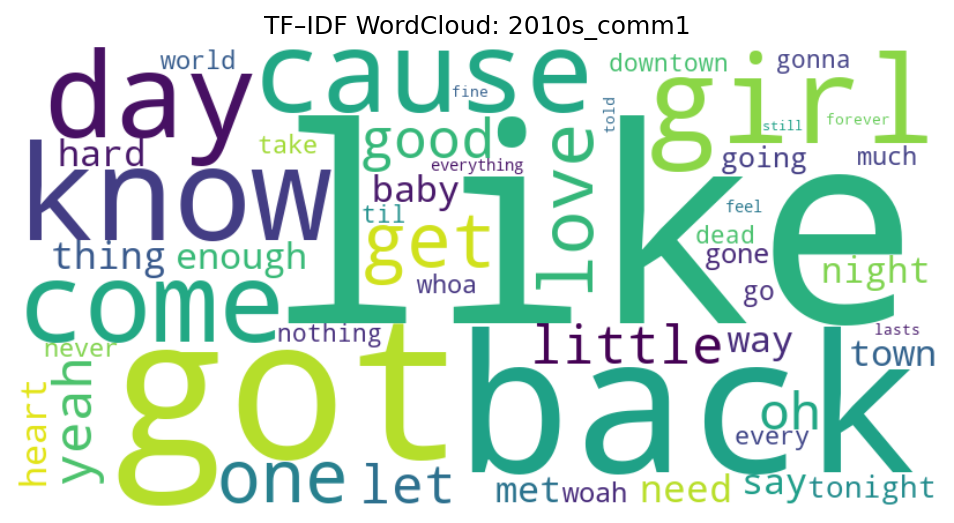 TF–IDF WordCloud: 2010s_comm1
day
world
cause
fine
told
downtown
gonna
girl
still
forever
hard
take
good
everything
love
going
much
know
like
baby
til
get
whoa
feel
dead
gone
go
night
thing
enough
come
nothing
little
way
lasts
town
never
got
back
heart
yeah
oh
every
one
let
met
woah
need
say
tonight